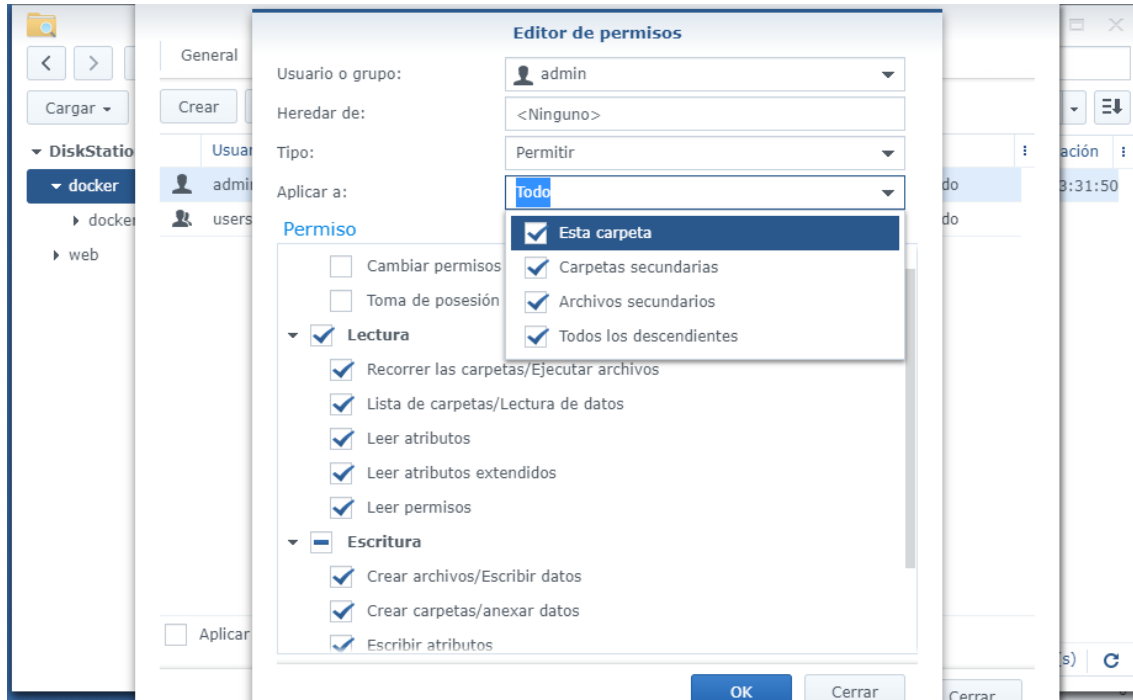 Editor de permisos
General
Usuario o grupo:
admin
Cargar
Crear
Heredar de:
<Ninguno>
DiskStatio
Usuar
Tipo:
Permitir
ación
docker
admi
Aplicar a:
Todo
do
3:31:50
docker
users
do
Permiso
Esta carpeta
web
Cambiar permisos
Carpetas secundarias
Toma de posesión
Archivos secundarios
Lectura
Todos los descendientes
Recorrer las carpetas/Ejecutar archivos
Lista de carpetas/Lectura de datos
Leer atributos
Leer atributos extendidos
Leer permisos
Escritura
Crear archivos/Escribir datos
Crear carpetas/anexar datos
Aplicar
Escribir atributos
s)
OK
Cerrar
Cerrar